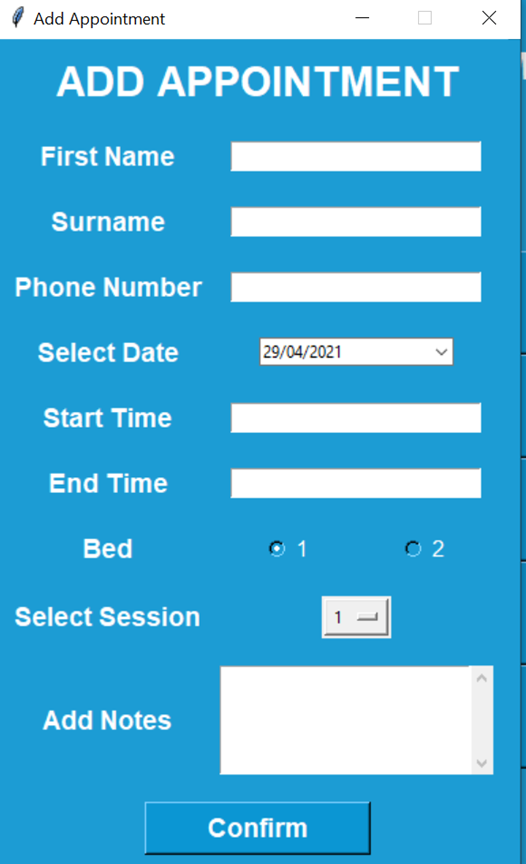 Add Appointment
ADD APPOINTMENT
First Name
Surname
Phone Number
Select Date 29/04/2021
Start Time
End Time
Bed 1 2
Select Session 1
Add Notes
Confirm